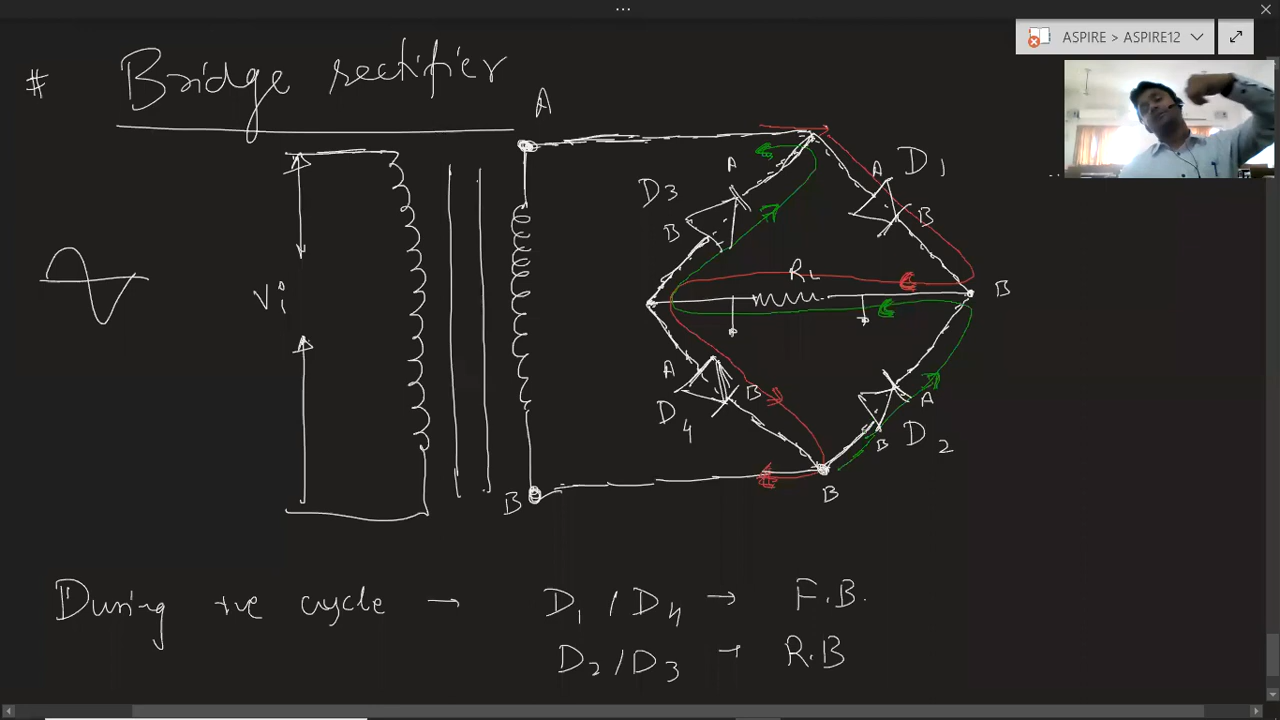 ...
ASPIRE > ASPIRE12
# Bridge rectifier
A
D1
A
B
D3
A
B
Vi
RL
B
A
B
D4
A
B
D2
B
B
During +ve cycle → D1 / D4 → F.B.
D2 / D3 → R.B